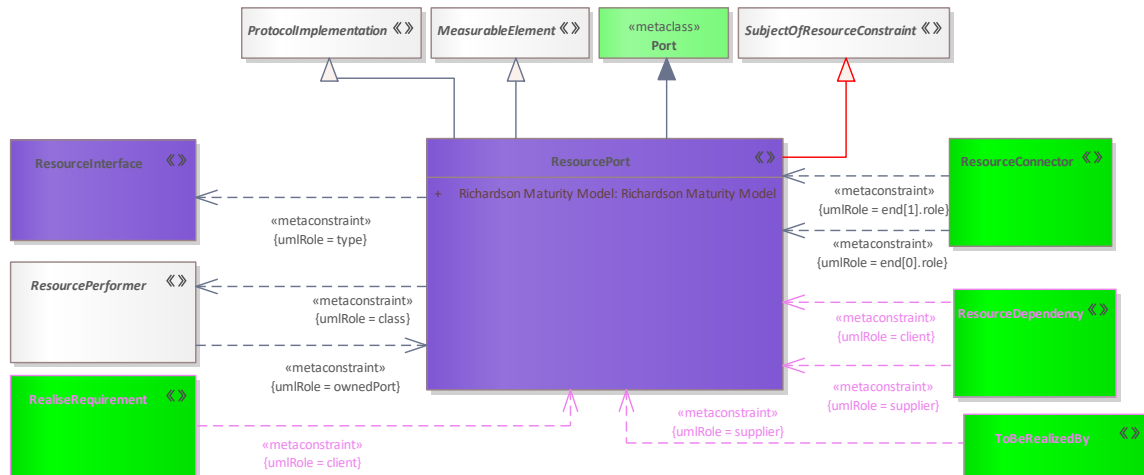 ProtocolImplementation «»
MeasurableElement «»
«metaclass»
Port
SubjectOfResourceConstraint «»
ResourceInterface «»
ResourcePort «»
+ Richardson Maturity Model: Richardson Maturity Model
ResourceConnector «»
«metaconstraint»
{umlRole = type}
«metaconstraint»
{umlRole = end[1].role}
«metaconstraint»
{umlRole = end[0].role}
ResourcePerformer «»
«metaconstraint»
{umlRole = class}
«metaconstraint»
{umlRole = ownedPort}
ResourceDependency «»
«metaconstraint»
{umlRole = client}
«metaconstraint»
{umlRole = supplier}
RealiseRequirement «»
«metaconstraint»
{umlRole = client}
«metaconstraint»
{umlRole = supplier}
ToBeRealizedBy «»